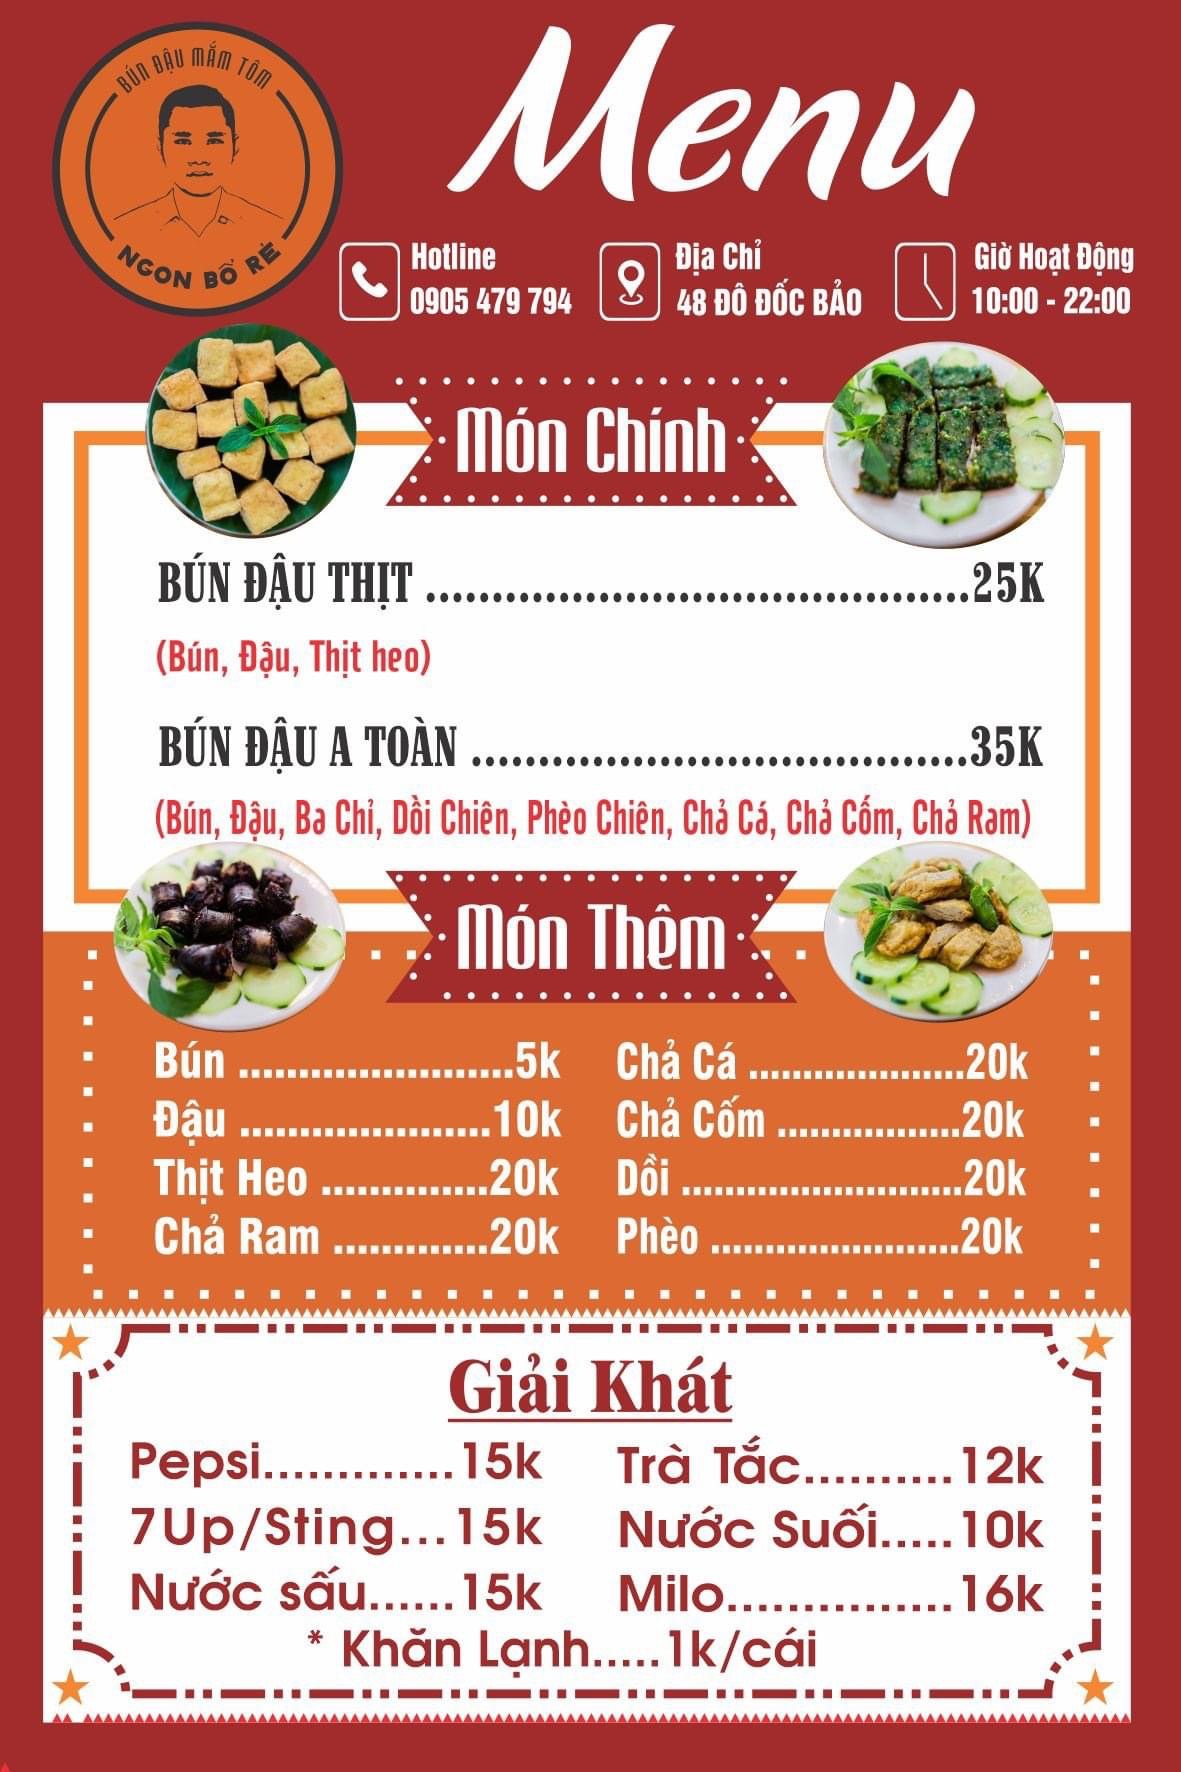 BÚN ĐẬU MẮM TÔM
NGON BỔ RẺ
Menu
Hotline
0905 479 794
Địa Chỉ
48 ĐÔ ĐỐC BẢO
Giờ Hoạt Động
10:00 - 22:00
Món Chính
BÚN ĐẬU THỊT ..........................................25K
(Bún, Đậu, Thịt heo)
BÚN ĐẬU A TOÀN ......................................35K
(Bún, Đậu, Ba Chỉ, Dồi Chiên, Phèo Chiên, Chả Cá, Chả Cốm, Chả Ram)
Món Thêm
Bún .......................5k
Đậu .....................10k
Thịt Heo ..............20k
Chả Ram .............20k
Chả Cá ....................20k
Chả Cốm .................20k
Dồi ..........................20k
Phèo .......................20k
Giải Khát
Pepsi.............15k
7Up/Sting...15k
Nước sấu......15k
Trà Tắc..........12k
Nước Suối.....10k
Milo...............16k
* Khăn Lạnh.....1k/cái